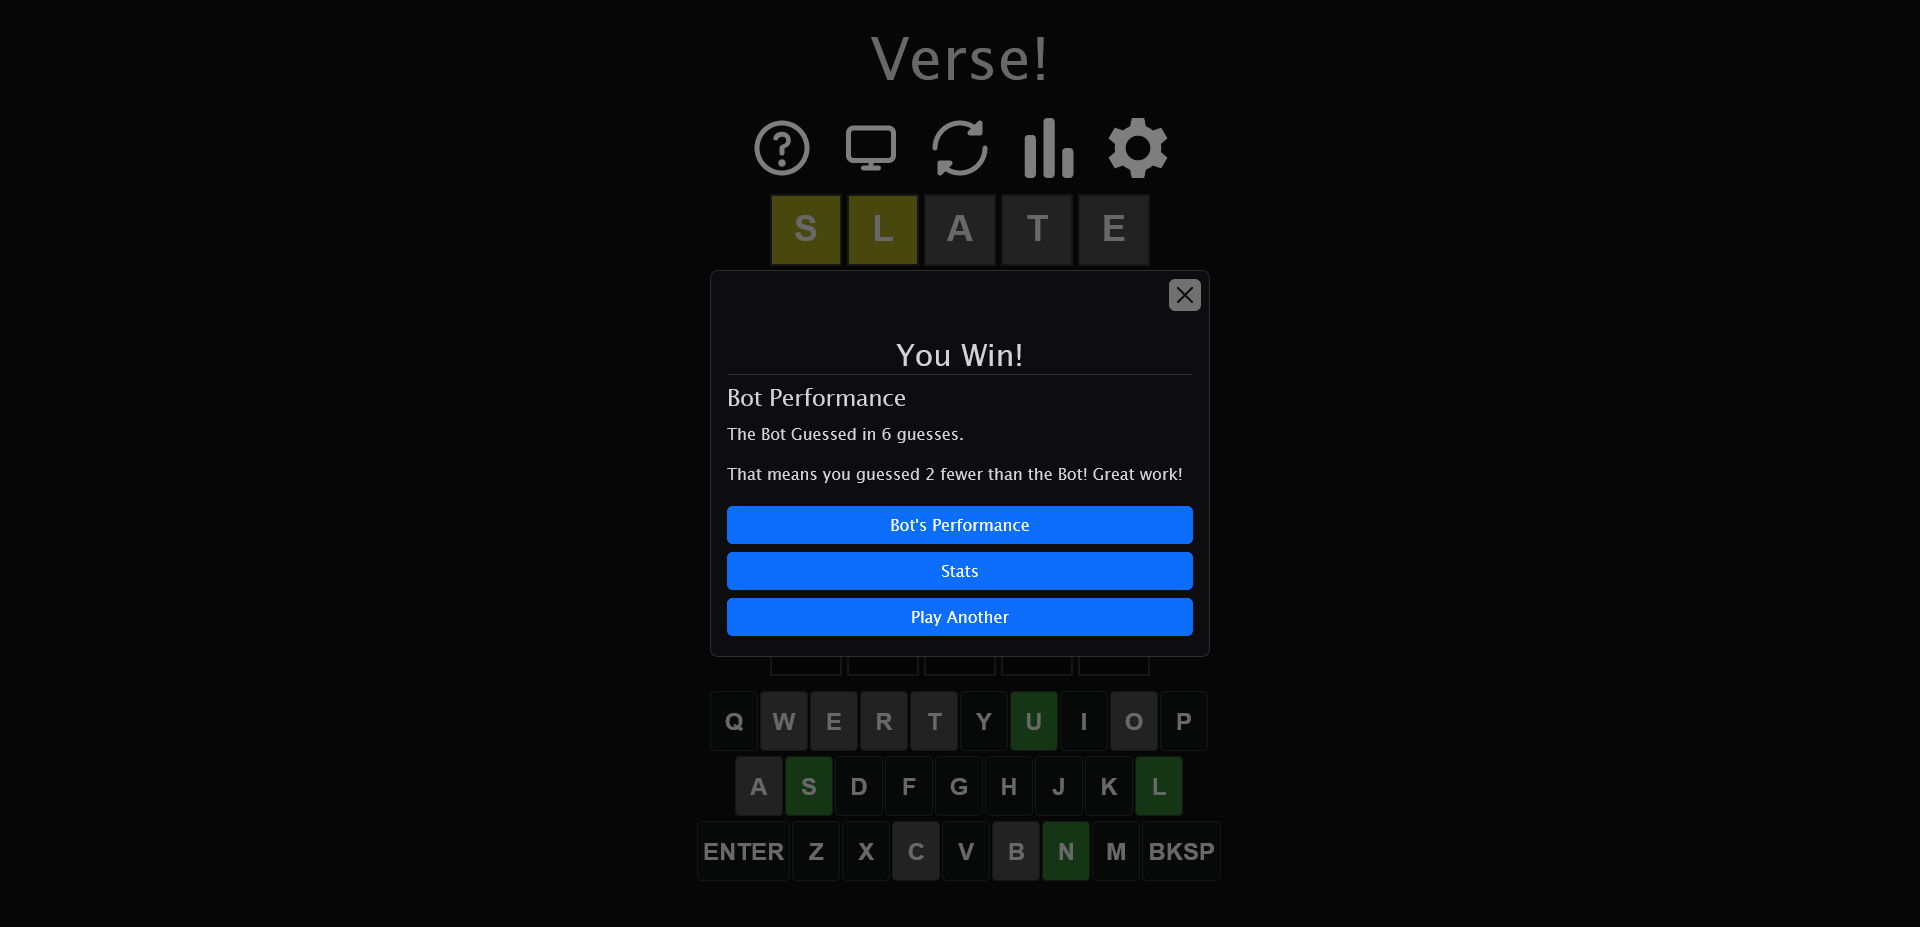 Verse!
S L A T E
You Win!
Bot Performance
The Bot Guessed in 6 guesses.
That means you guessed 2 fewer than the Bot! Great work!
Bot's Performance
Stats
Play Another
Q W E R T Y U I O P
A S D F G H J K L
ENTER Z X C V B N M BKSP